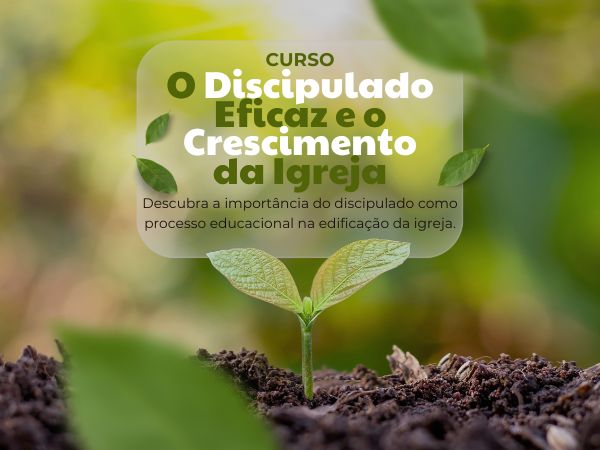 CURSO
O Discipulado
Eficaz e o
Crescimento
da Igreja
Descubra a importância do discipulado como
processo educacional na edificação da igreja.